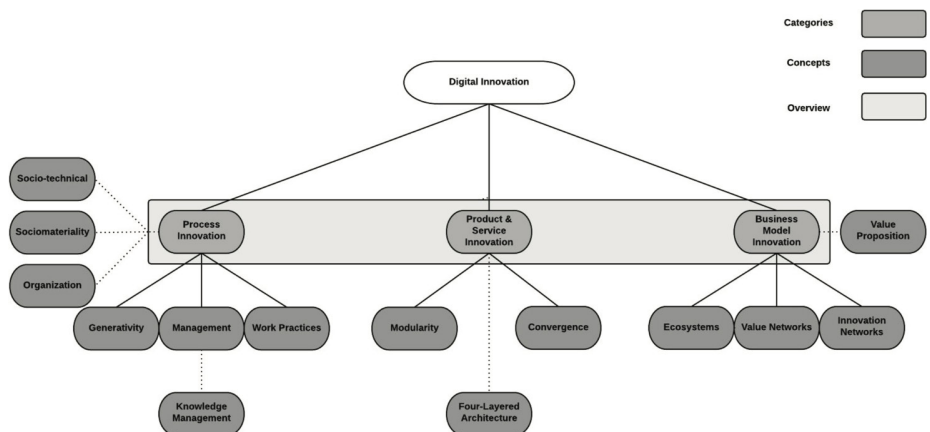 Categories
Concepts
Overview
Digital Innovation
Socio-technical
Sociomateriality
Organization
Process
Innovation
Product &
Service
Innovation
Business
Model
Innovation
Value
Proposition
Generativity
Management
Work Practices
Modularity
Convergence
Ecosystems
Value Networks
Innovation
Networks
Knowledge
Management
Four-Layered
Architecture